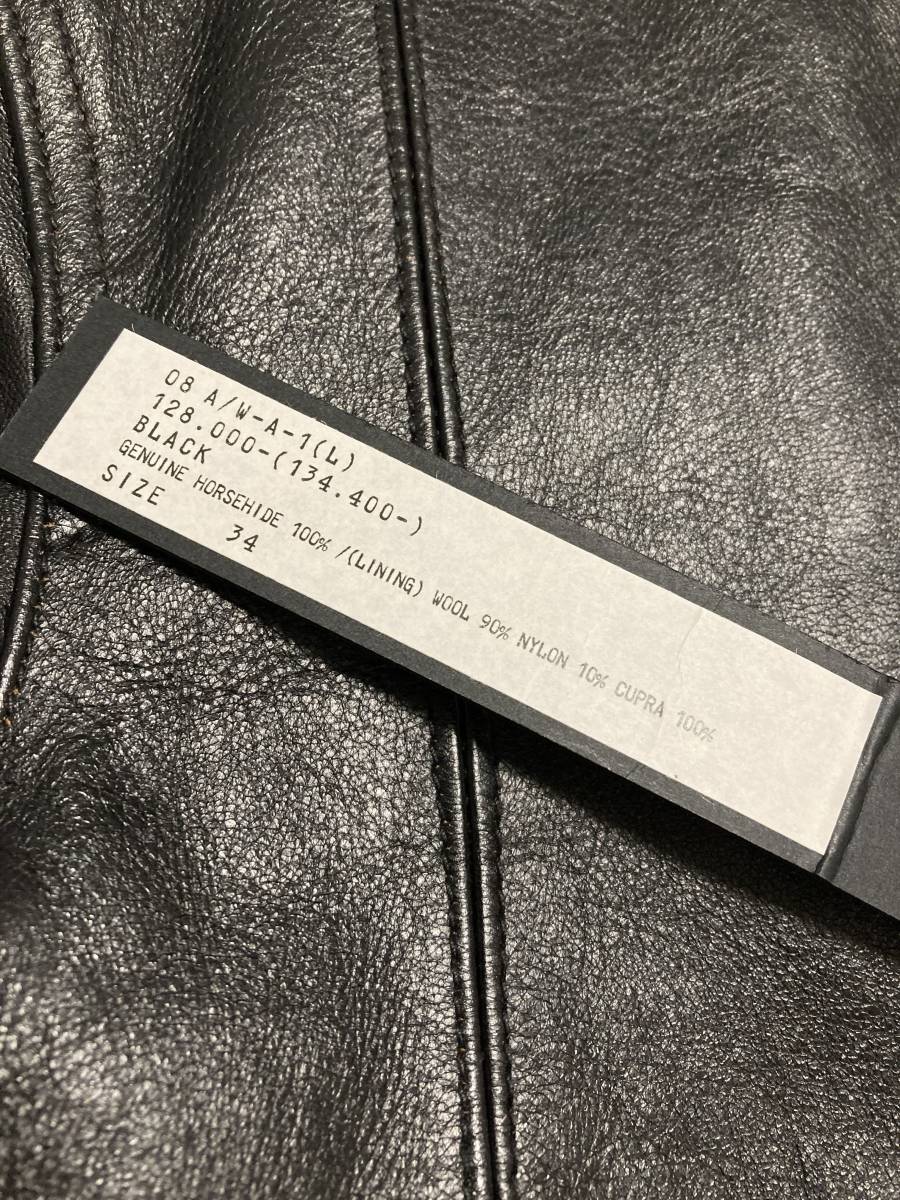 08 A/W-A-1(L)
128.000-(134.400-)
BLACK
GENUINE HORSEHIDE 100% /(LINING) WOOL 90% NYLON 10% CUPRA 100%
SIZE 34